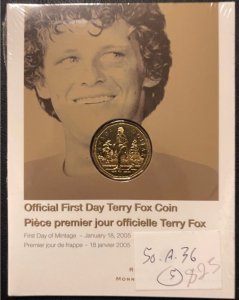 Official First Day Terry Fox Coin
Pièce premier jour officielle Terry Fox
First Day of Mintage – January 18, 2005
Premier jour de frappe – 18 janvier 2005
50.A.36